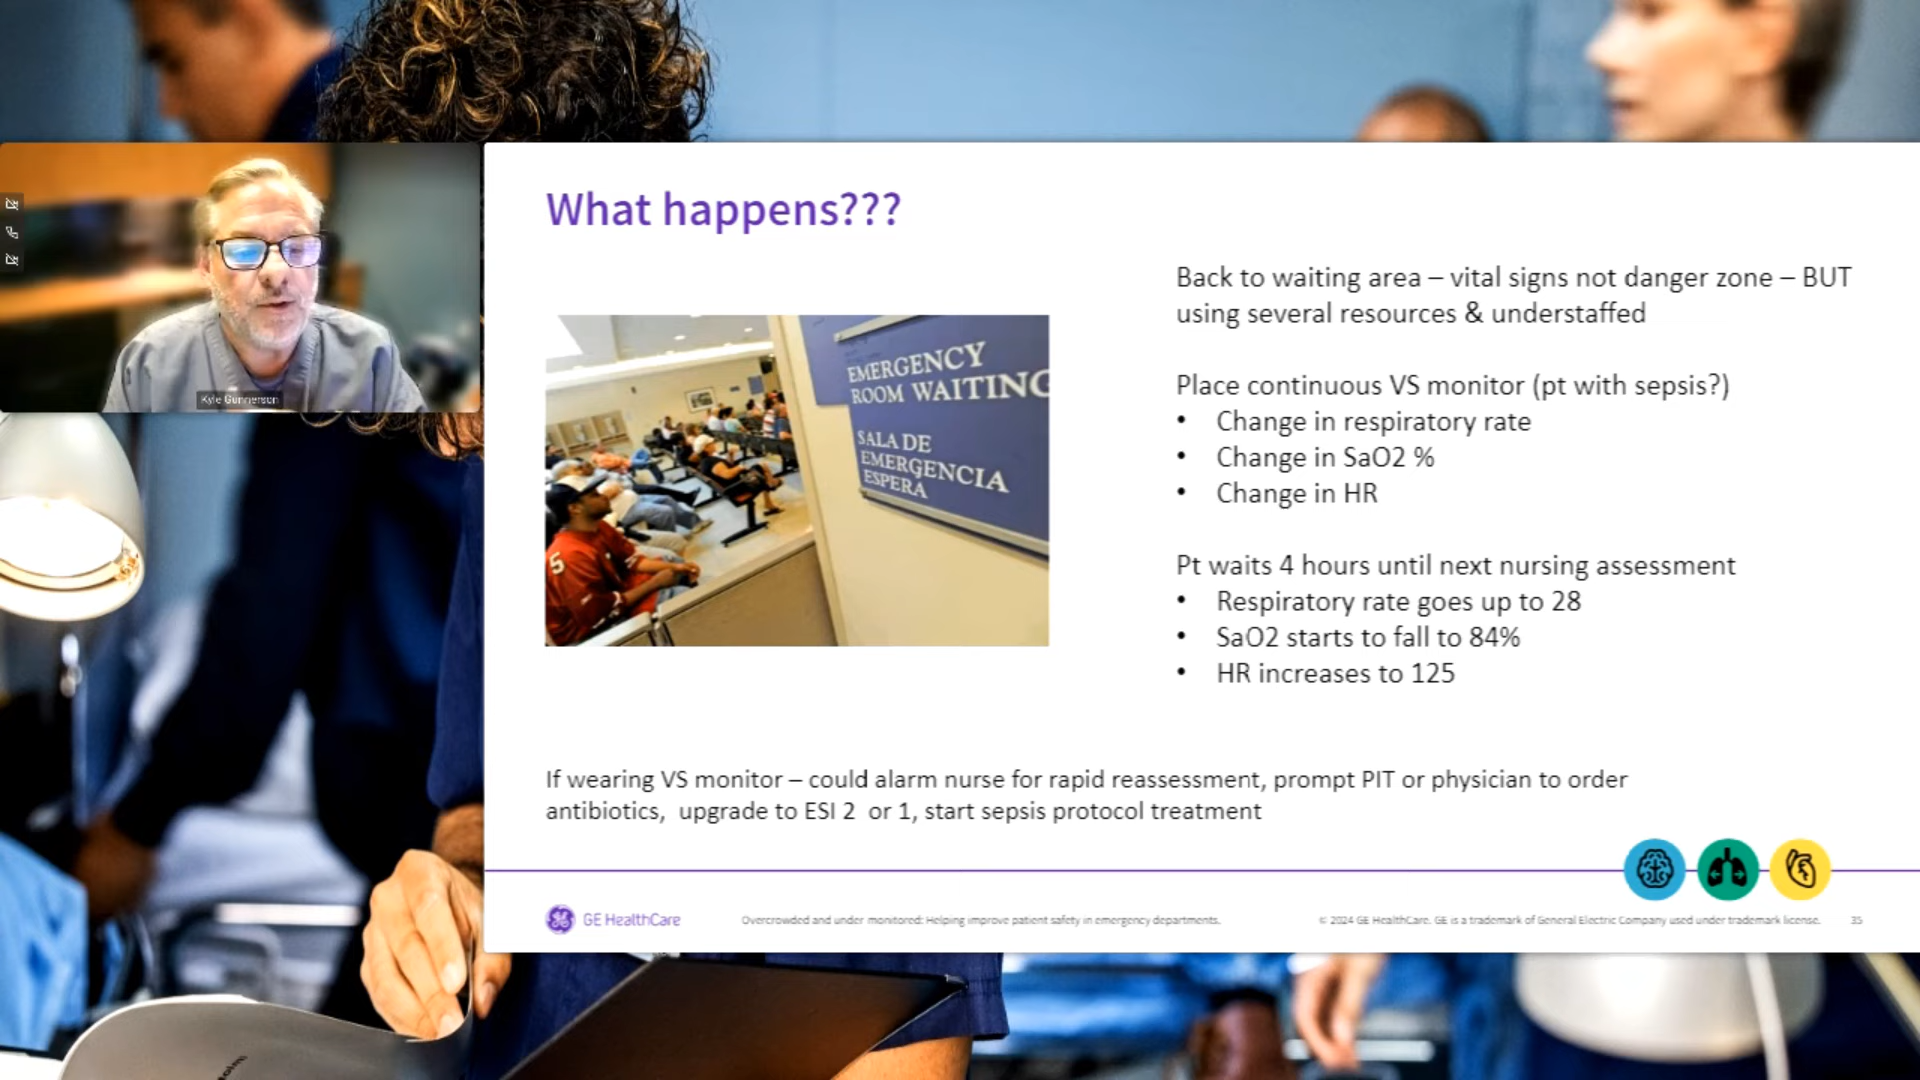 What happens???
Kyle Gunnerson
EMERGENCY
ROOM WAITING
SALA DE
EMERGENCIA
ESPERA
5
Back to waiting area – vital signs not danger zone – BUT
using several resources & understaffed
Place continuous VS monitor (pt with sepsis?)
• Change in respiratory rate
• Change in SaO2 %
• Change in HR
Pt waits 4 hours until next nursing assessment
• Respiratory rate goes up to 28
• SaO2 starts to fall to 84%
• HR increases to 125
If wearing VS monitor – could alarm nurse for rapid reassessment, prompt PIT or physician to order
antibiotics,  upgrade to ESI 2  or 1, start sepsis protocol treatment
GE HealthCare
Overcrowded and under monitored: Helping improve patient safety in emergency departments.
© 2024 GE HealthCare. GE is a trademark of General Electric Company used under trademark license.
35